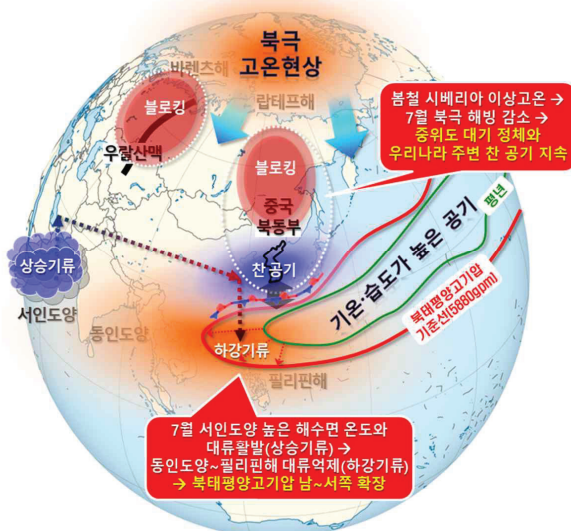 북극
고온현상
바렌츠해
랍테프해
블로킹
우랄산맥
블로킹
중국
북동부
찬 공기
봄철 시베리아 이상고온 →
7월 북극 해빙 감소 →
중위도 대기 정체와
우리나라 주변 찬 공기 지속
상승기류
서인도양
동인도양
하강기류
필리핀해
기온·습도가 높은 공기
평년
북태평양고기압
기준선(5880gpm)
7월 서인도양 높은 해수면 온도와
대류활발(상승기류) →
동인도양~필리핀해 대류억제(하강기류)
→ 북태평양고기압 남~서쪽 확장